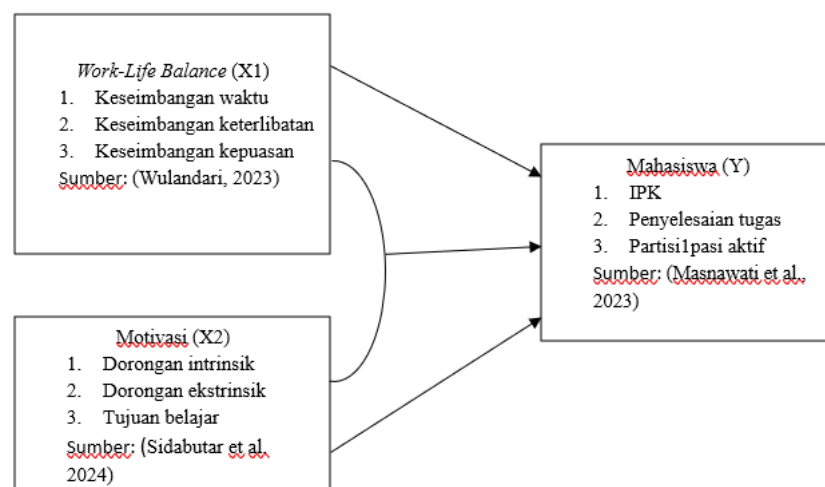 Work-Life Balance (X1)
1. Keseimbangan waktu
2. Keseimbangan keterlibatan
3. Keseimbangan kepuasan
Sumber: (Wulandari, 2023)
Motivasi (X2)
1. Dorongan intrinsik
2. Dorongan ekstrinsik
3. Tujuan belajar
Sumber: (Sidabutar et al,
2024)
Mahasiswa (Y)
1. IPK
2. Penyelesaian tugas
3. Partisi1pasi aktif
Sumber: (Masnawati et al.,
2023)